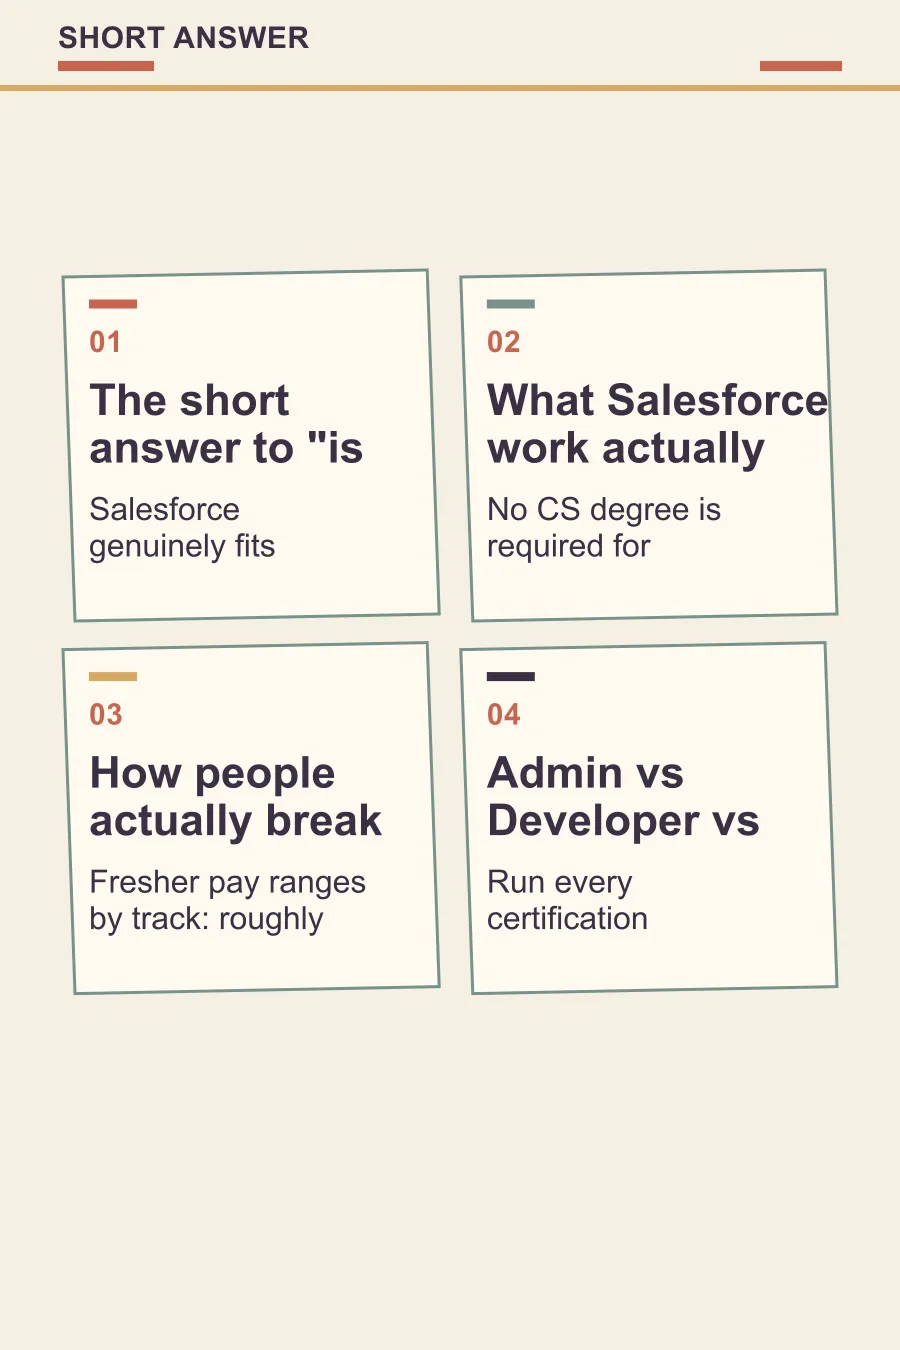 SHORT ANSWER
01
The short
answer to "is
Salesforce
genuinely fits
02
What Salesforce
work actually
No CS degree is
required for
03
How people
actually break
Fresher pay ranges
by track: roughly
04
Admin vs
Developer vs
Run every
certification